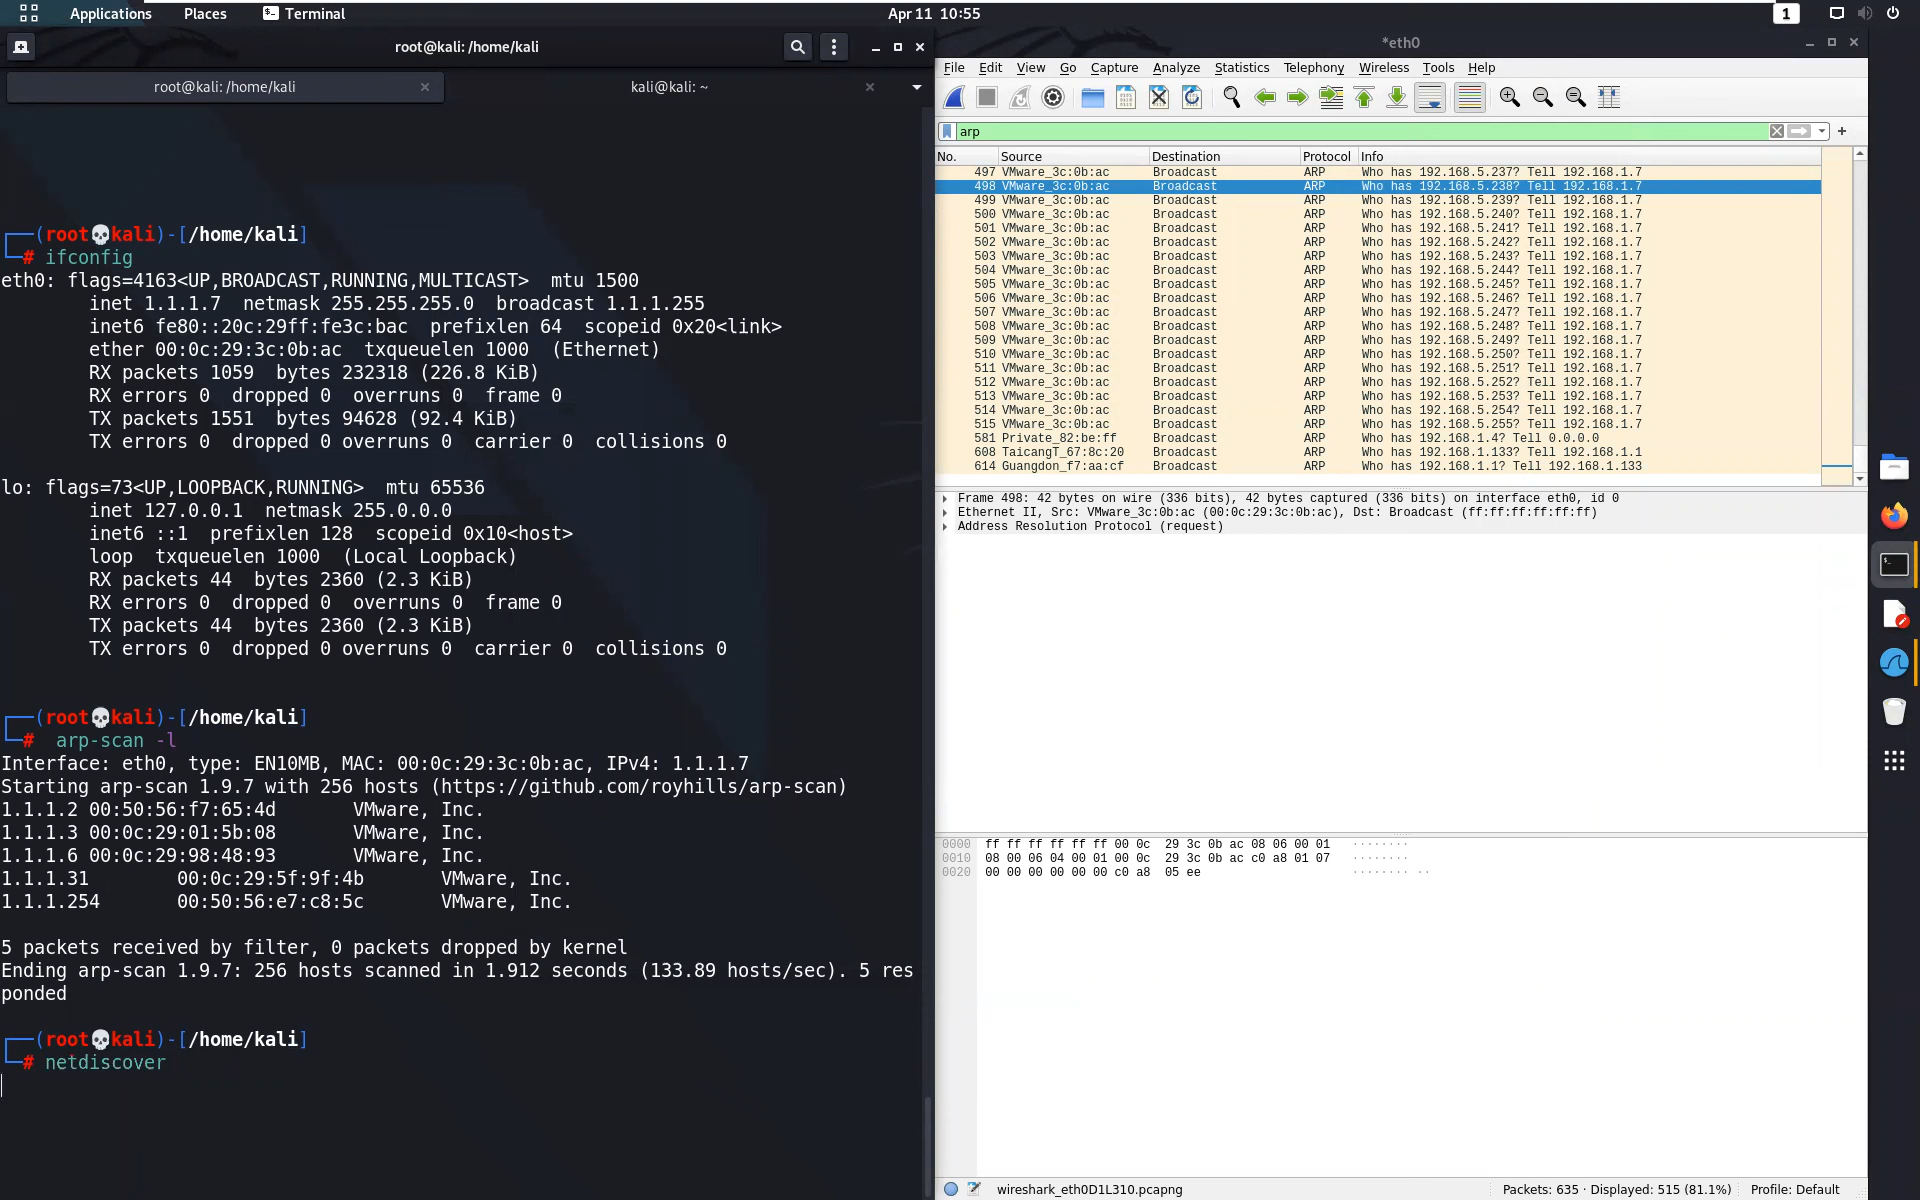 Applications Places Terminal Apr 11 10:55 1
root@kali: /home/kali
root@kali: /home/kali kali@kali: ~
┌──(root💀kali)-[/home/kali]
└─# ifconfig
eth0: flags=4163<UP,BROADCAST,RUNNING,MULTICAST> mtu 1500
inet 1.1.1.7 netmask 255.255.255.0 broadcast 1.1.1.255
inet6 fe80::20c:29ff:fe3c:bac prefixlen 64 scopeid 0x20<link>
ether 00:0c:29:3c:0b:ac txqueuelen 1000 (Ethernet)
RX packets 1059 bytes 232318 (226.8 KiB)
RX errors 0 dropped 0 overruns 0 frame 0
TX packets 1551 bytes 94628 (92.4 KiB)
TX errors 0 dropped 0 overruns 0 carrier 0 collisions 0
lo: flags=73<UP,LOOPBACK,RUNNING> mtu 65536
inet 127.0.0.1 netmask 255.0.0.0
inet6 ::1 prefixlen 128 scopeid 0x10<host>
loop txqueuelen 1000 (Local Loopback)
RX packets 44 bytes 2360 (2.3 KiB)
RX errors 0 dropped 0 overruns 0 frame 0
TX packets 44 bytes 2360 (2.3 KiB)
TX errors 0 dropped 0 overruns 0 carrier 0 collisions 0
┌──(root💀kali)-[/home/kali]
└─# arp-scan -l
Interface: eth0, type: EN10MB, MAC: 00:0c:29:3c:0b:ac, IPv4: 1.1.1.7
Starting arp-scan 1.9.7 with 256 hosts (https://github.com/royhills/arp-scan)
1.1.1.2 00:50:56:f7:65:4d VMware, Inc.
1.1.1.3 00:0c:29:01:5b:08 VMware, Inc.
1.1.1.6 00:0c:29:98:48:93 VMware, Inc.
1.1.1.31 00:0c:29:5f:9f:4b VMware, Inc.
1.1.1.254 00:50:56:e7:c8:5c VMware, Inc.
5 packets received by filter, 0 packets dropped by kernel
Ending arp-scan 1.9.7: 256 hosts scanned in 1.912 seconds (133.89 hosts/sec). 5 res
ponded
┌──(root💀kali)-[/home/kali]
└─# netdiscover
*eth0
File Edit View Go Capture Analyze Statistics Telephony Wireless Tools Help
arp
No. Source Destination Protocol Info
497 VMware_3c:0b:ac Broadcast ARP Who has 192.168.5.237? Tell 192.168.1.7
498 VMware_3c:0b:ac Broadcast ARP Who has 192.168.5.238? Tell 192.168.1.7
499 VMware_3c:0b:ac Broadcast ARP Who has 192.168.5.239? Tell 192.168.1.7
500 VMware_3c:0b:ac Broadcast ARP Who has 192.168.5.240? Tell 192.168.1.7
501 VMware_3c:0b:ac Broadcast ARP Who has 192.168.5.241? Tell 192.168.1.7
502 VMware_3c:0b:ac Broadcast ARP Who has 192.168.5.242? Tell 192.168.1.7
503 VMware_3c:0b:ac Broadcast ARP Who has 192.168.5.243? Tell 192.168.1.7
504 VMware_3c:0b:ac Broadcast ARP Who has 192.168.5.244? Tell 192.168.1.7
505 VMware_3c:0b:ac Broadcast ARP Who has 192.168.5.245? Tell 192.168.1.7
506 VMware_3c:0b:ac Broadcast ARP Who has 192.168.5.246? Tell 192.168.1.7
507 VMware_3c:0b:ac Broadcast ARP Who has 192.168.5.247? Tell 192.168.1.7
508 VMware_3c:0b:ac Broadcast ARP Who has 192.168.5.248? Tell 192.168.1.7
509 VMware_3c:0b:ac Broadcast ARP Who has 192.168.5.249? Tell 192.168.1.7
510 VMware_3c:0b:ac Broadcast ARP Who has 192.168.5.250? Tell 192.168.1.7
511 VMware_3c:0b:ac Broadcast ARP Who has 192.168.5.251? Tell 192.168.1.7
512 VMware_3c:0b:ac Broadcast ARP Who has 192.168.5.252? Tell 192.168.1.7
513 VMware_3c:0b:ac Broadcast ARP Who has 192.168.5.253? Tell 192.168.1.7
514 VMware_3c:0b:ac Broadcast ARP Who has 192.168.5.254? Tell 192.168.1.7
515 VMware_3c:0b:ac Broadcast ARP Who has 192.168.5.255? Tell 192.168.1.7
581 Private_82:be:ff Broadcast ARP Who has 192.168.1.4? Tell 0.0.0.0
608 TaicangT_67:8c:20 Broadcast ARP Who has 192.168.1.133? Tell 192.168.1.1
614 Guangdon_f7:aa:cf Broadcast ARP Who has 192.168.1.1? Tell 192.168.1.133
Frame 498: 42 bytes on wire (336 bits), 42 bytes captured (336 bits) on interface eth0, id 0
Ethernet II, Src: VMware_3c:0b:ac (00:0c:29:3c:0b:ac), Dst: Broadcast (ff:ff:ff:ff:ff:ff)
Address Resolution Protocol (request)
0000 ff ff ff ff ff ff 00 0c 29 3c 0b ac 08 06 00 01 ········
0010 08 00 06 04 00 01 00 0c 29 3c 0b ac c0 a8 01 07 ········
0020 00 00 00 00 00 00 c0 a8 05 ee ········ ··
wireshark_eth0D1L310.pcapng Packets: 635 · Displayed: 515 (81.1%) Profile: Default